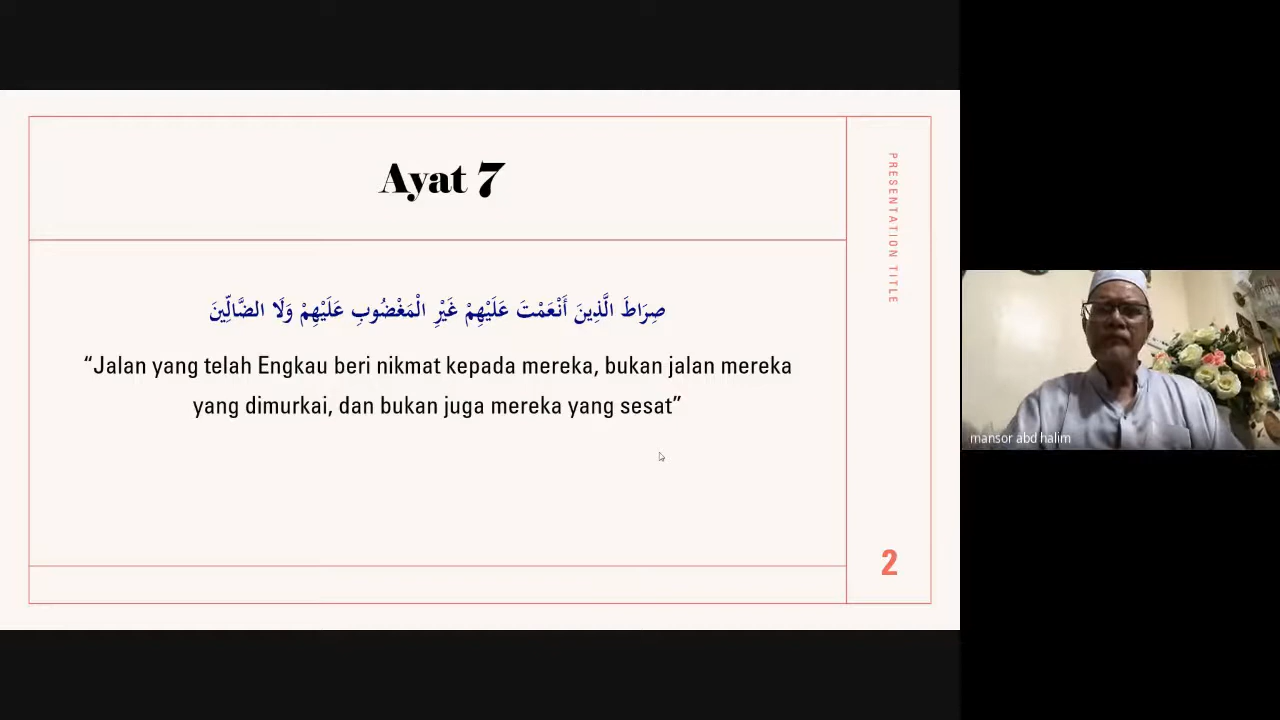 Ayat 7
صِرَاطَ الَّذِينَ أَنْعَمْتَ عَلَيْهِمْ غَيْرِ الْمَغْضُوبِ عَلَيْهِمْ وَلَا الضَّالِّينَ
“Jalan yang telah Engkau beri nikmat kepada mereka, bukan jalan mereka
yang dimurkai, dan bukan juga mereka yang sesat”
PRESENTATION TITLE
2
mansor abd halim